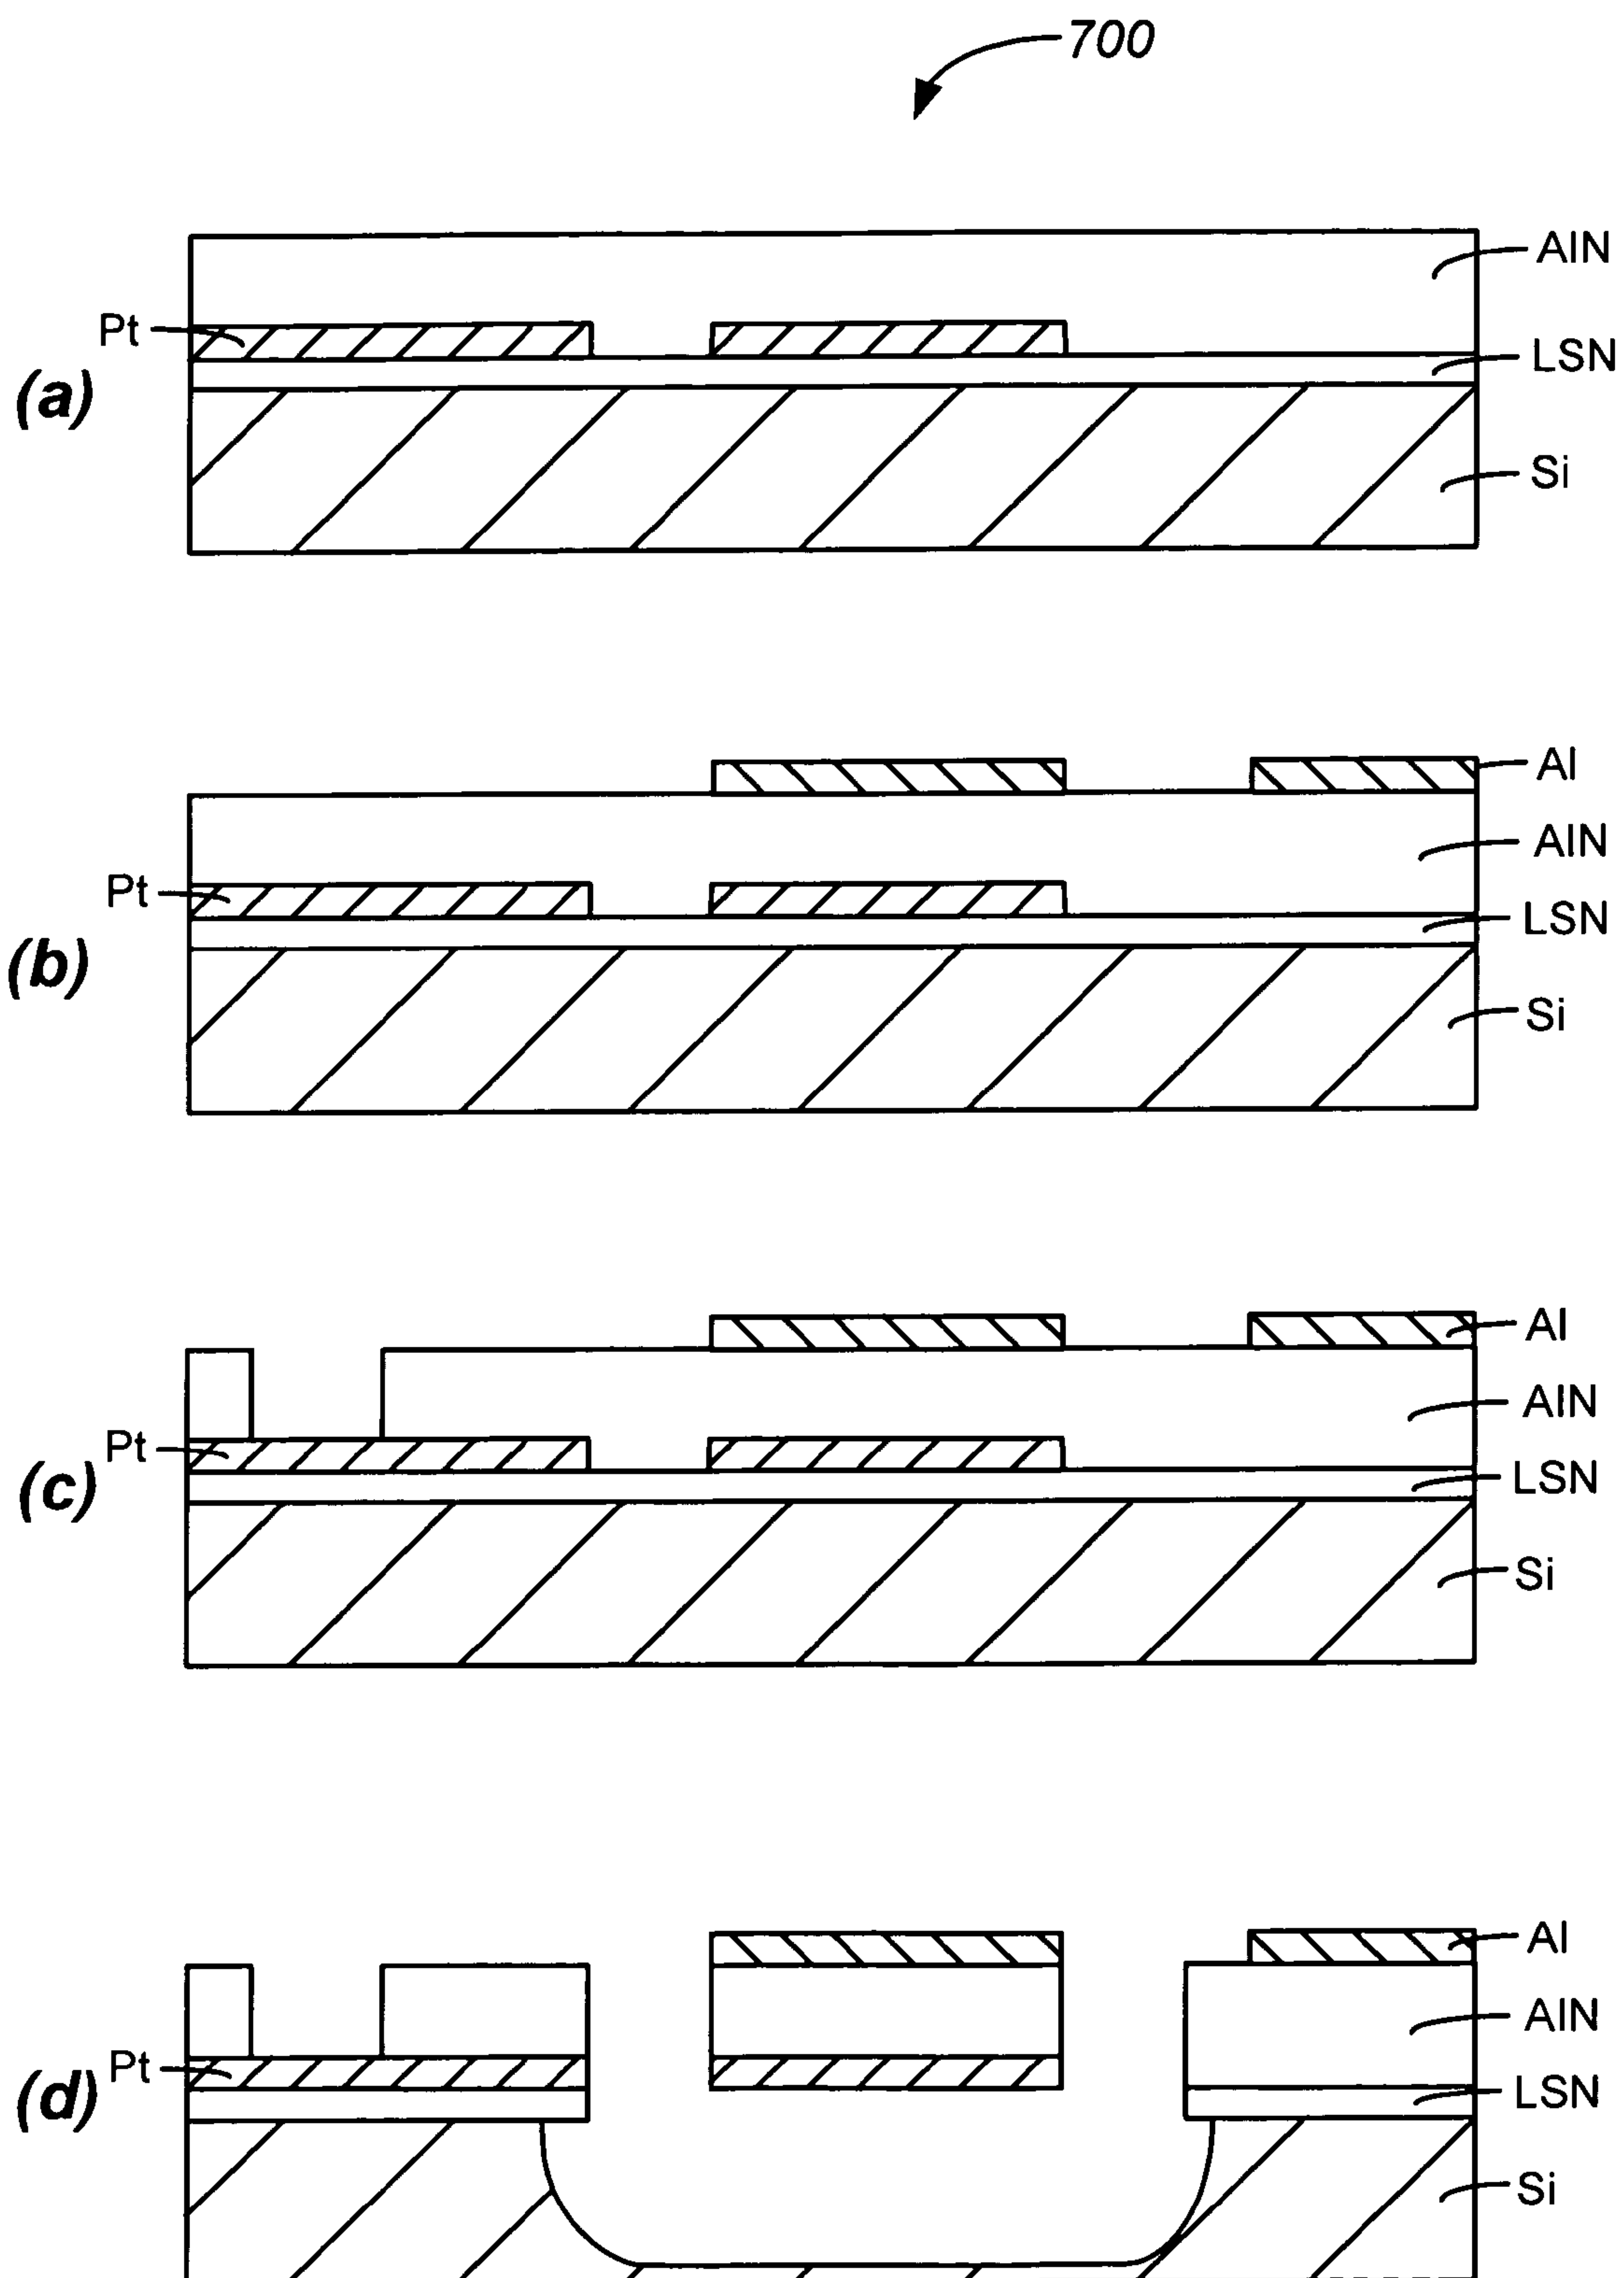 700
AlN
Pt
LSN
(a)
Si
Al
AlN
Pt
LSN
(b)
Si
Al
AlN
Pt
LSN
(c)
Si
Al
AlN
Pt
LSN
(d)
Si